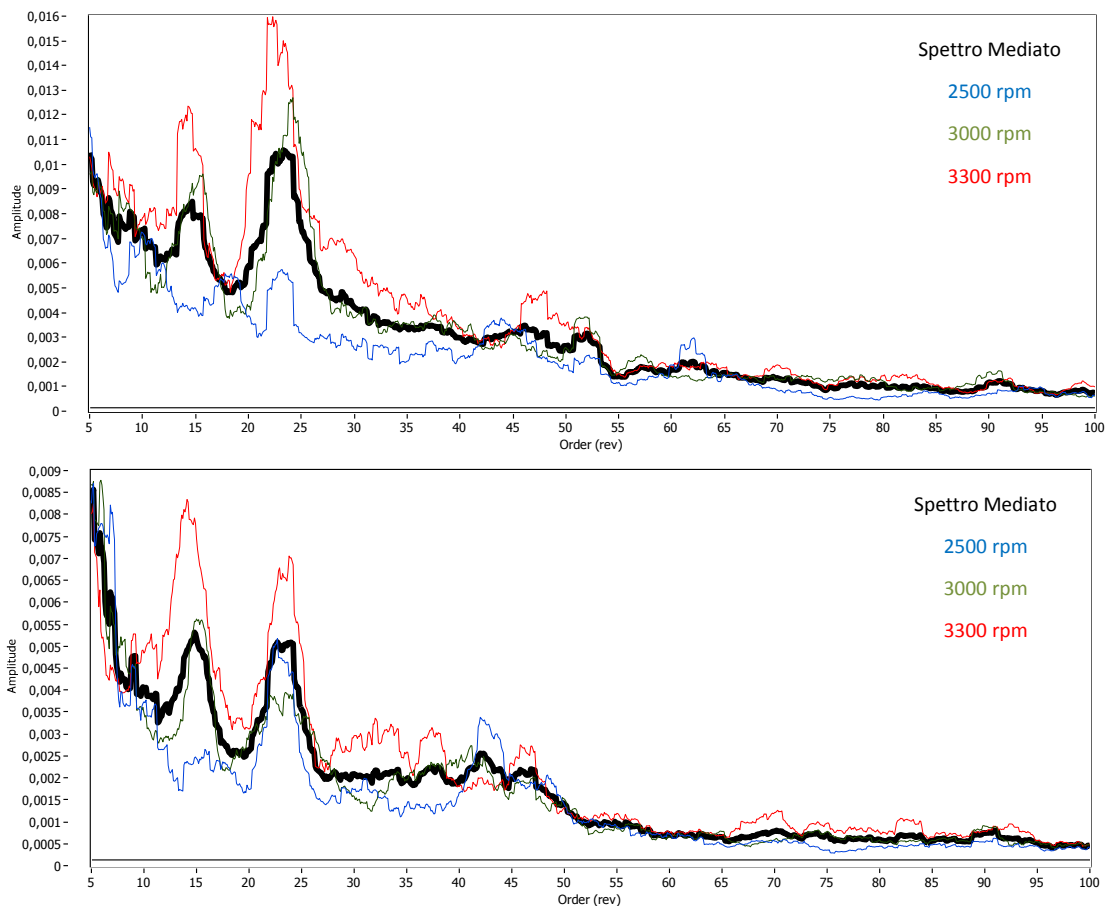 0,016
0,015
0,014
0,013
0,012
0,011
0,01
0,009
0,008
0,007
0,006
0,005
0,004
0,003
0,002
0,001
0
Amplitude
5 10 15 20 25 30 35 40 45 50 55 60 65 70 75 80 85 90 95 100
Order (rev)
Spettro Mediato
2500 rpm
3000 rpm
3300 rpm
0,009
0,0085
0,008
0,0075
0,007
0,0065
0,006
0,0055
0,005
0,0045
0,004
0,0035
0,003
0,0025
0,002
0,0015
0,001
0,0005
0
Amplitude
5 10 15 20 25 30 35 40 45 50 55 60 65 70 75 80 85 90 95 100
Order (rev)
Spettro Mediato
2500 rpm
3000 rpm
3300 rpm